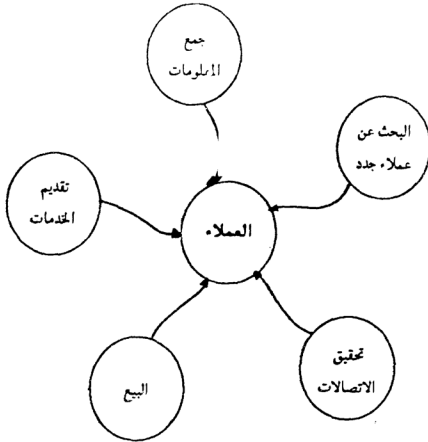 جمع
المعلومات
البحث عن
عملاء جدد
تقديم
الخدمات
العملاء
تحقيق
الاتصالات
البيع